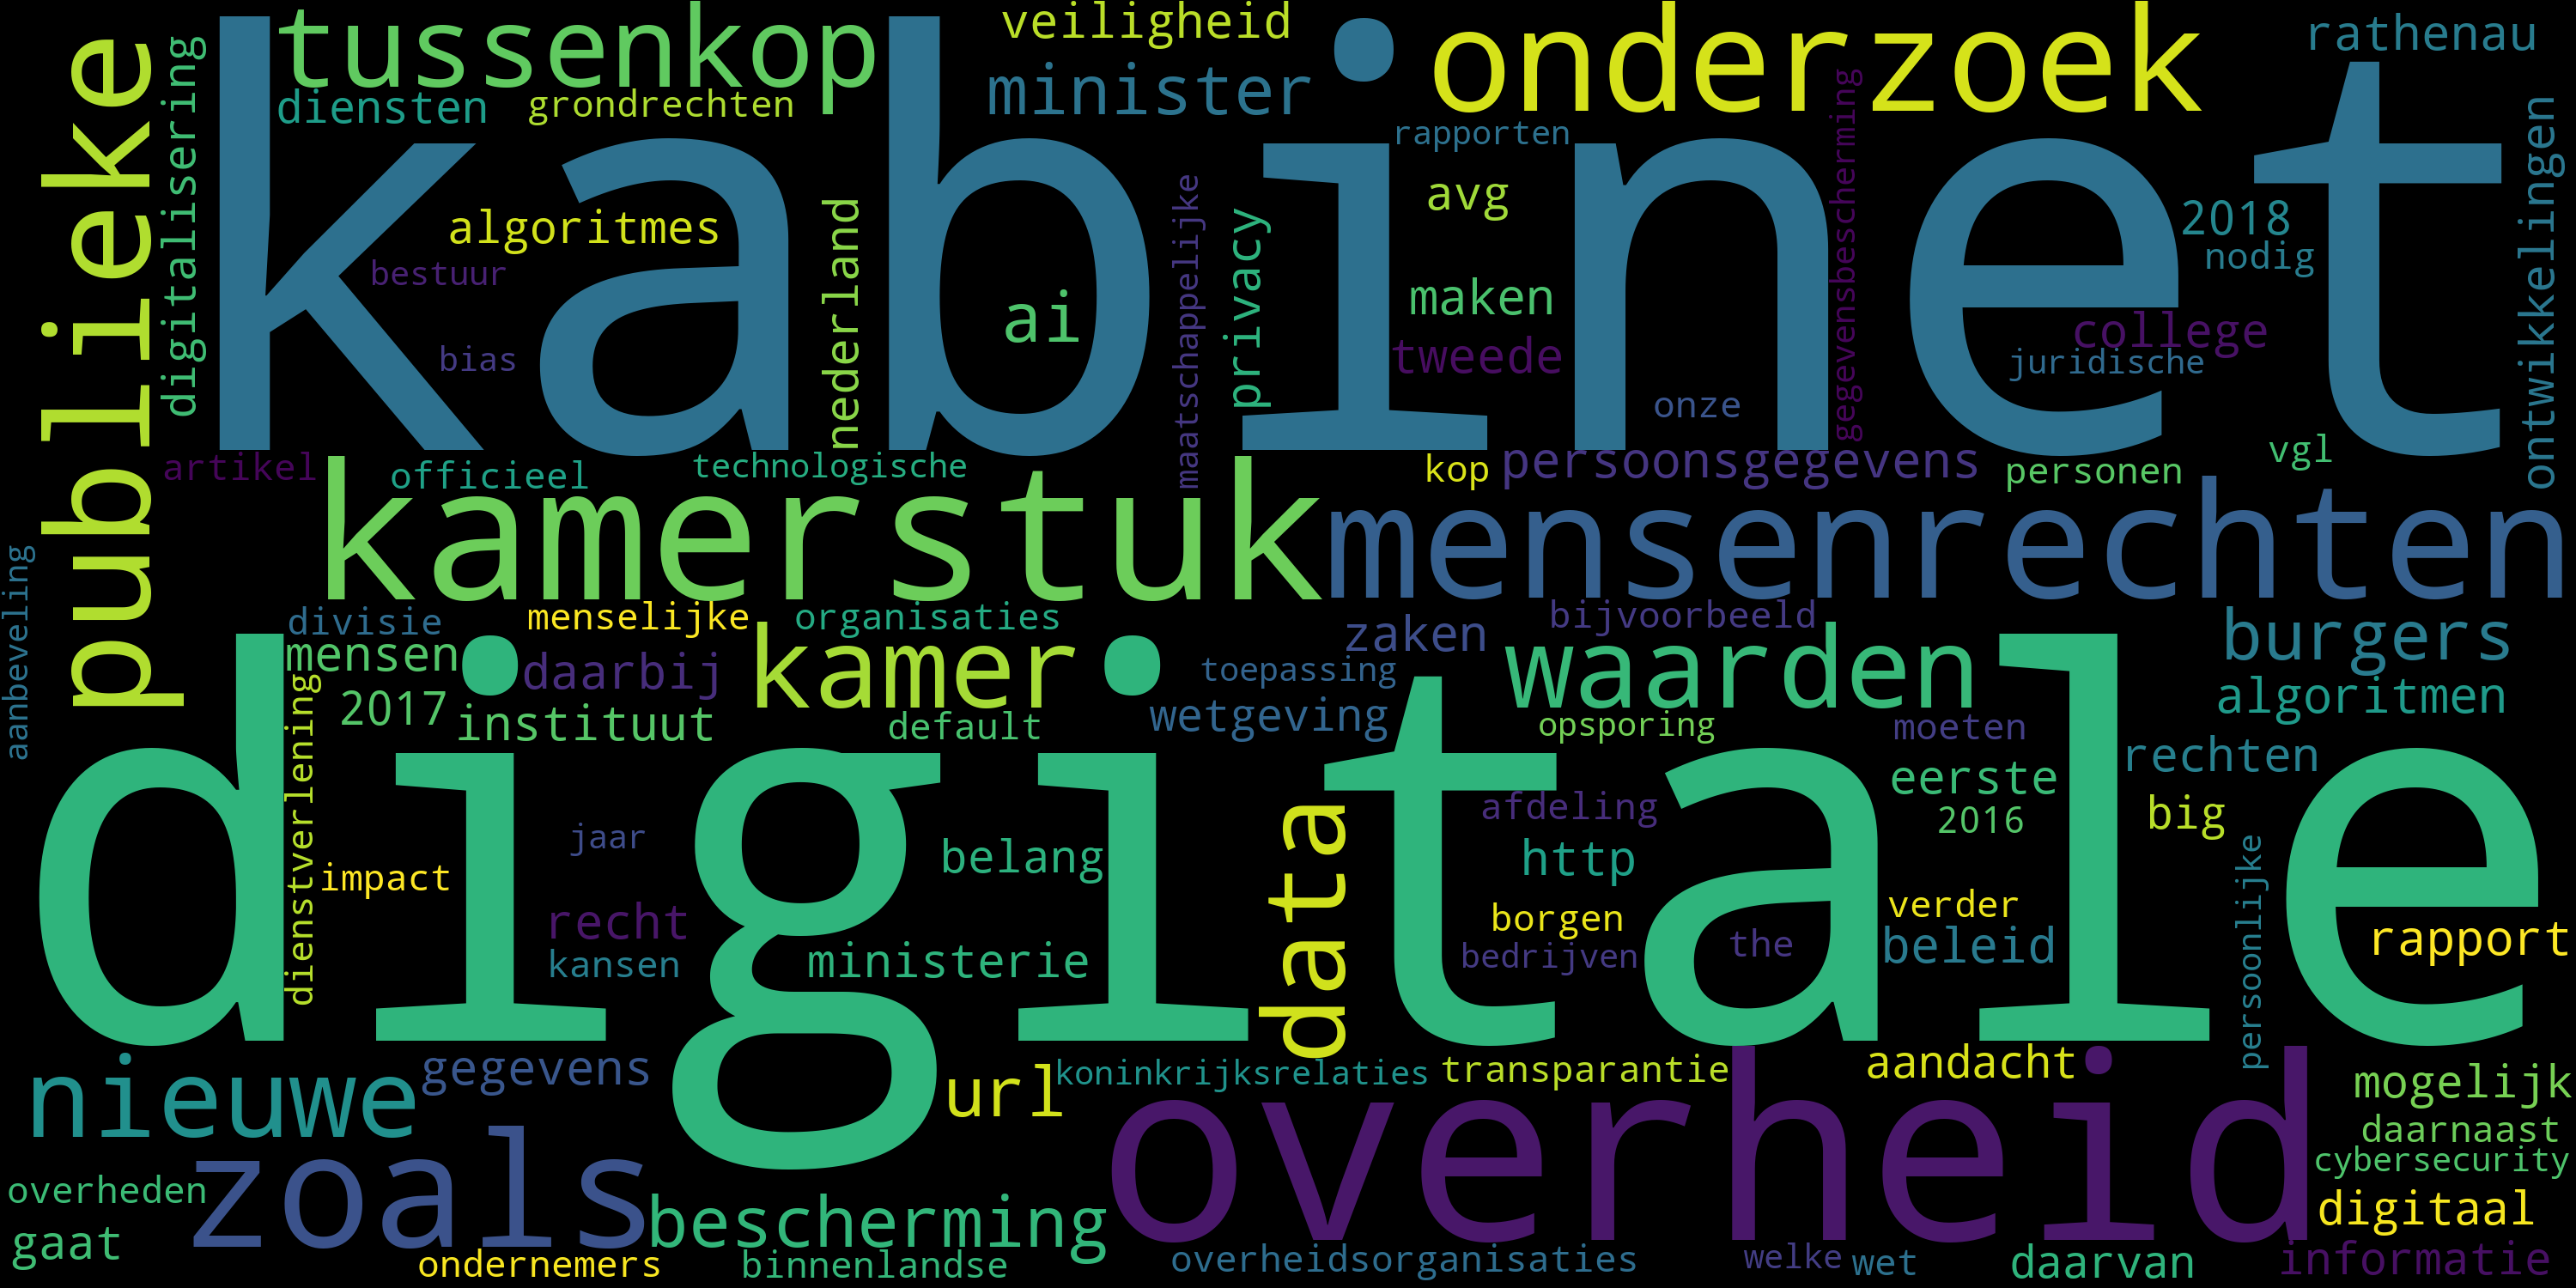 kabinet
digitale
overheid
kamerstuk
mensenrechten
publieke
onderzoek
tussenkop
veiligheid
minister
rathenau
diensten
grondrechten
digitalisering
rapporten
gegevensbescherming
ontwikkelingen
algoritmes
bestuur
bias
nederland
ai
maatschappelijke
privacy
avg
maken
tweede
onze
2018
nodig
college
juridische
artikel
officieel
technologische
kop
persoonsgegevens
personen
vgl
aanbeveling
divisie
menselijke
organisaties
mensen
daarbij
kamer
2017
instituut
default
toepassing
wetgeving
zaken
bijvoorbeeld
waarden
opsporing
moeten
burgers
algoritmen
rechten
eerste
2016
big
dienstverlening
impact
jaar
belang
recht
kansen
ministerie
data
afdeling
http
borgen
bedrijven
the
verder
beleid
persoonlijke
rapport
nieuwe
gegevens
url
koninkrijksrelaties
transparantie
aandacht
mogelijk
daarnaast
cybersecurity
digitaal
informatie
zoals
overheden
gaat
bescherming
ondernemers
binnenlandse
overheidsorganisaties
welke
wet
daarvan